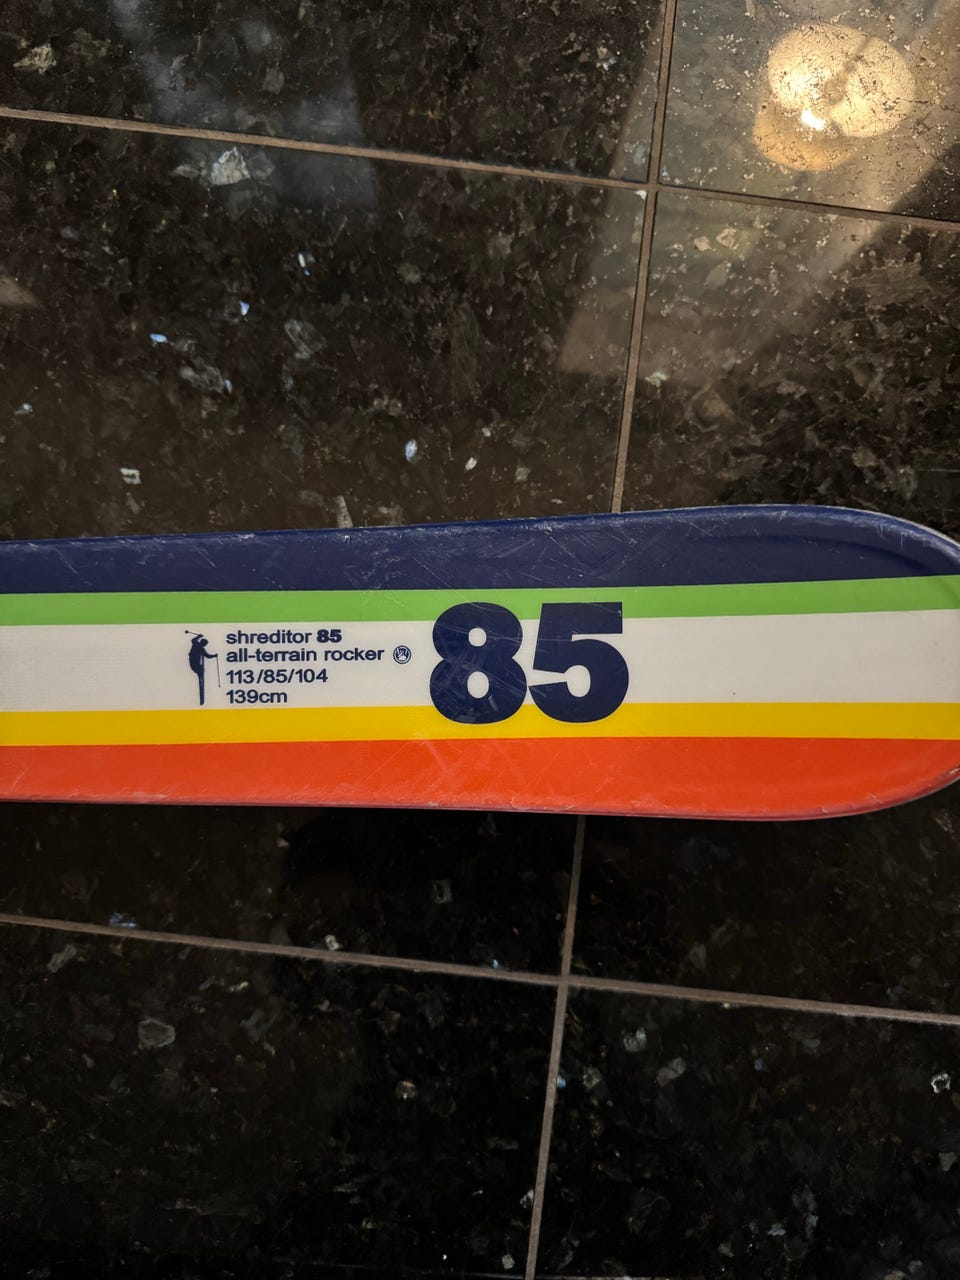 shreditor 85
all-terrain rocker
113/85/104
139cm
85